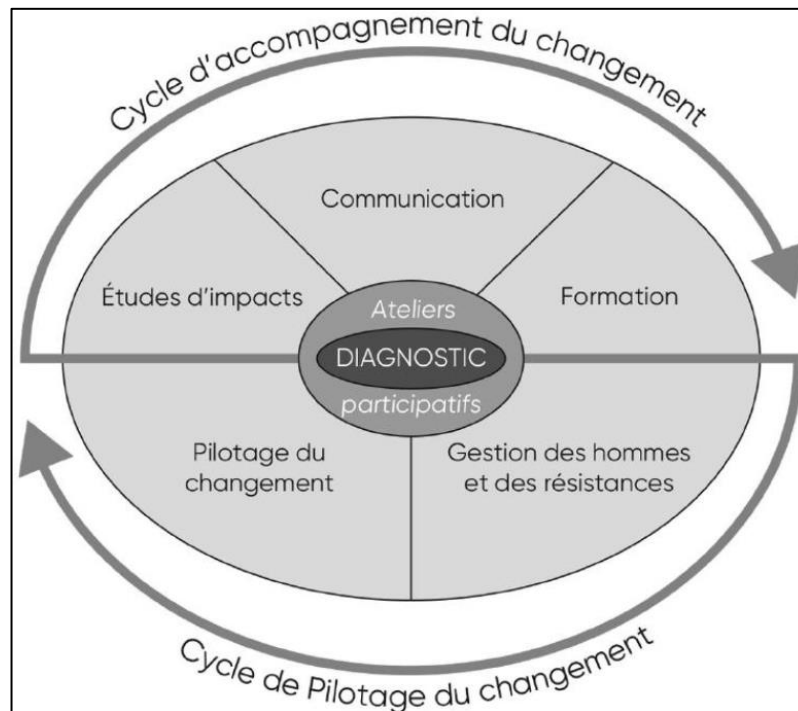 Cycle d'accompagnement du changement
Communication
Études d'impacts
Formation
Ateliers
DIAGNOSTIC
participatifs
Pilotage du
changement
Gestion des hommes
et des résistances
Cycle de Pilotage du changement